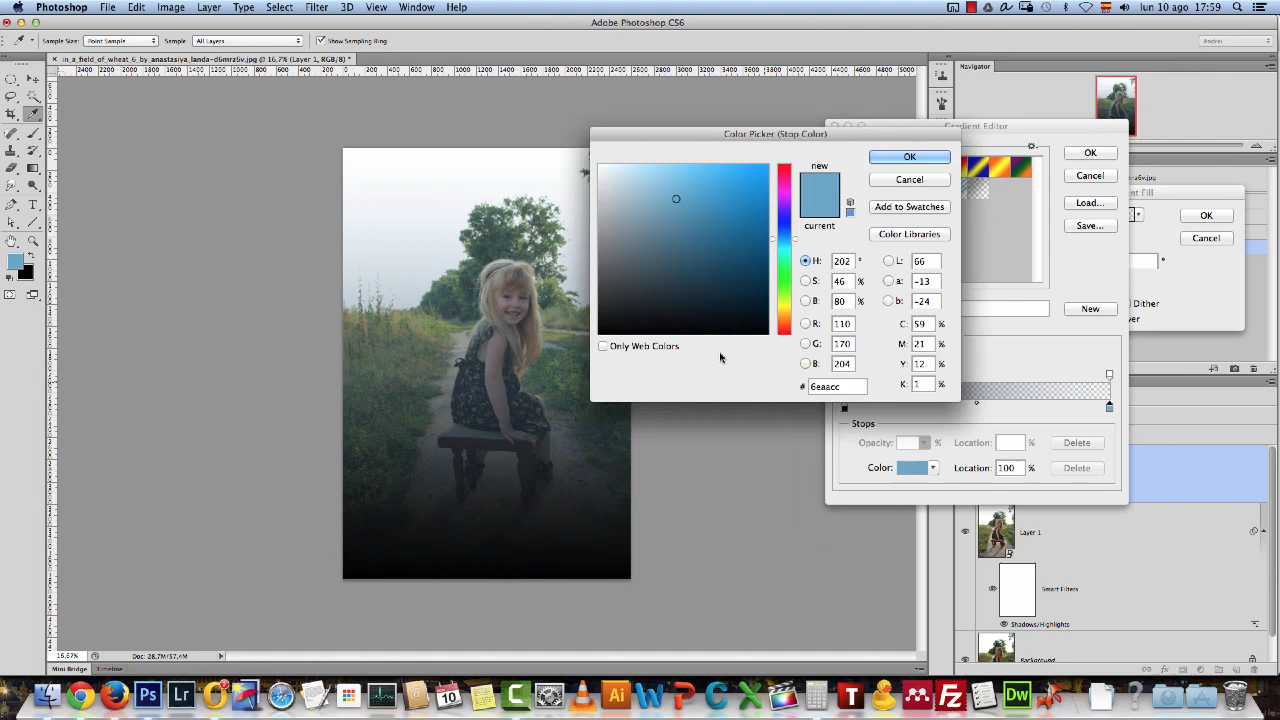 Photoshop File Edit Image Layer Type Select Filter 3D View Window Help lun 10 ago 17:59
Adobe Photoshop CS6
Sample Size: Point Sample Sample All Layers Show Sampling Ring Andrei
in_a_field_of_wheat_6_by_anastasiya_landa-d6mrz6v.jpg @ 16,7% (Layer 1, RGB/8) *
Navigator
Gradient Editor
Color Picker (Stop Color)
OK
Cancel
Add to Swatches
Color Libraries
new
current
H: 202 °
S: 46 %
B: 80 %
R: 110
G: 170
B: 204
# 6eaacc
L: 66
a: -13
b: -24
C: 59 %
M: 21 %
Y: 12 %
K: 1 %
Only Web Colors
OK
Cancel
Load...
Save...
New
nt Fill
OK
Cancel
°
Dither
yer
Stops
Opacity: % Location: % Delete
Color: Location: 100 % Delete
Layer 1
Smart Filters
Shadows/Highlights
Background
16,67% Doc: 28,7M/57,4M
Mini Bridge Timeline